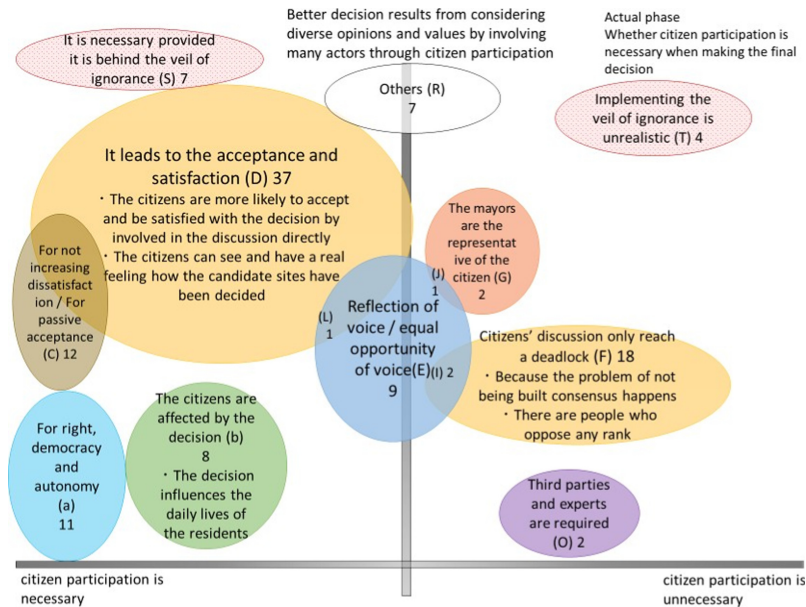 Better decision results from considering
diverse opinions and values by involving
many actors through citizen participation
Actual phase
Whether citizen participation is
necessary when making the final
decision
It is necessary provided
it is behind the veil of
ignorance (S) 7
Others (R)
7
Implementing the
veil of ignorance is
unrealistic (T) 4
It leads to the acceptance and
satisfaction (D) 37
・The citizens are more likely to accept
and be satisfied with the decision by
involved in the discussion directly
・The citizens can see and have a real
feeling how the candidate sites have
been decided
The mayors
are the
representat
ive of the
citizen (G)
2
(J)
1
For not
increasing
dissatisfact
ion / For
passive
acceptance
(C) 12
(L)
1
Reflection of
voice / equal
opportunity
of voice(E)
9
(I) 2
Citizens’ discussion only reach
a deadlock (F) 18
・Because the problem of not
being built consensus happens
・There are people who
oppose any rank
For right,
democracy
and
autonomy
(a)
11
The citizens are
affected by the
decision (b)
8
・The decision
influences the
daily lives of
the residents
Third parties
and experts
are required
(O) 2
citizen participation is
necessary
citizen participation is
unnecessary